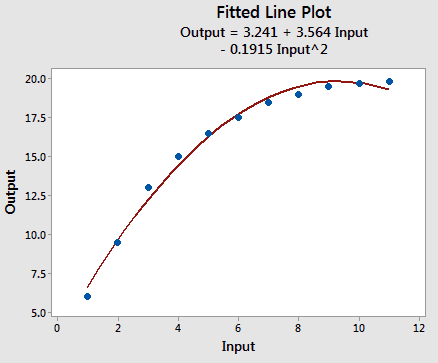 Fitted Line Plot
Output = 3.241 + 3.564 Input
- 0.1915 Input^2
20.0
17.5
15.0
12.5
10.0
7.5
5.0
Output
0 2 4 6 8 10 12
Input